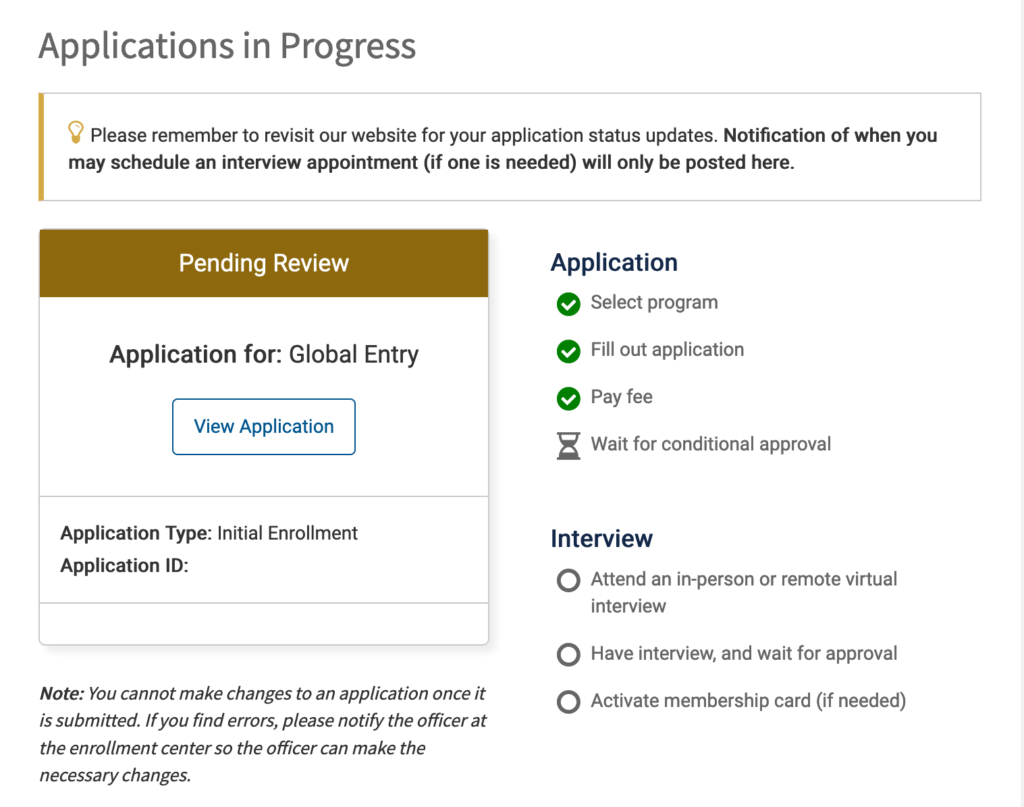 Applications in Progress
Please remember to revisit our website for your application status updates. Notification of when you
may schedule an interview appointment (if one is needed) will only be posted here.
Pending Review
Application for: Global Entry
View Application
Application Type: Initial Enrollment
Application ID:
Note: You cannot make changes to an application once it
is submitted. If you find errors, please notify the officer at
the enrollment center so the officer can make the
necessary changes.
Application
Select program
Fill out application
Pay fee
Wait for conditional approval
Interview
Attend an in-person or remote virtual
interview
Have interview, and wait for approval
Activate membership card (if needed)